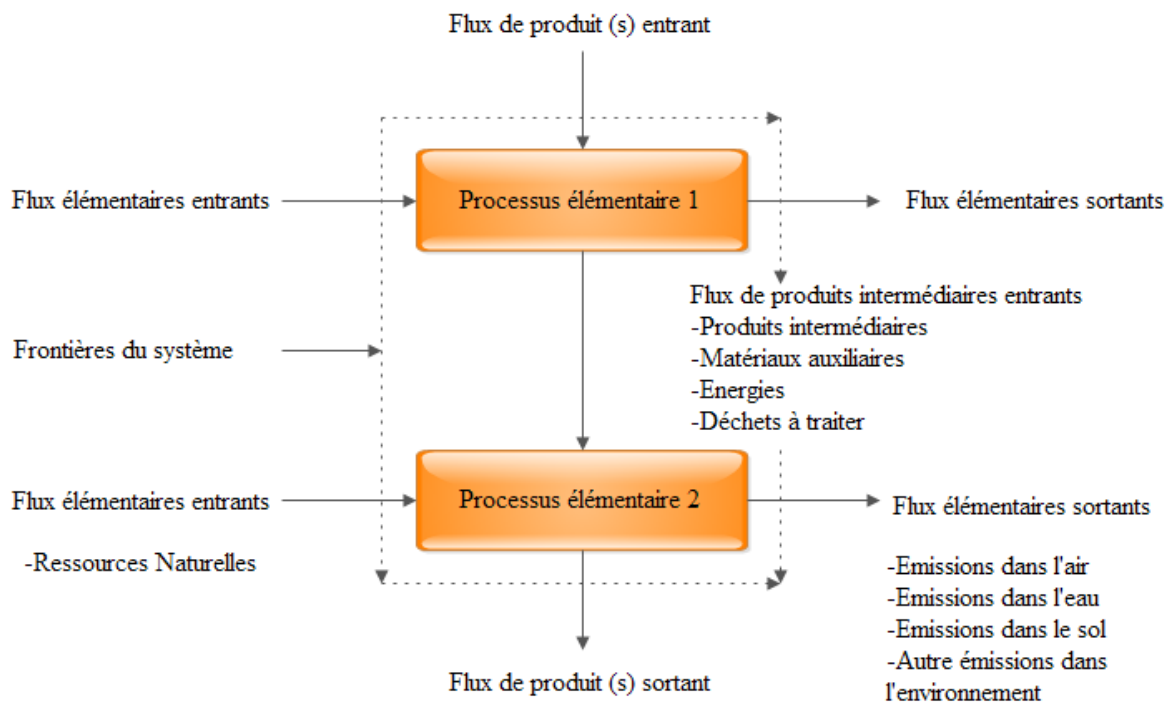 Flux de produit (s) entrant
Flux élémentaires entrants
Processus élémentaire 1
Flux élémentaires sortants
Flux de produits intermédiaires entrants
-Produits intermédiaires
-Matériaux auxiliaires
-Energies
-Déchets à traiter
Frontières du système
Flux élémentaires entrants
-Ressources Naturelles
Processus élémentaire 2
Flux élémentaires sortants
-Emissions dans l'air
-Emissions dans l'eau
-Emissions dans le sol
-Autre émissions dans
l'environnement
Flux de produit (s) sortant